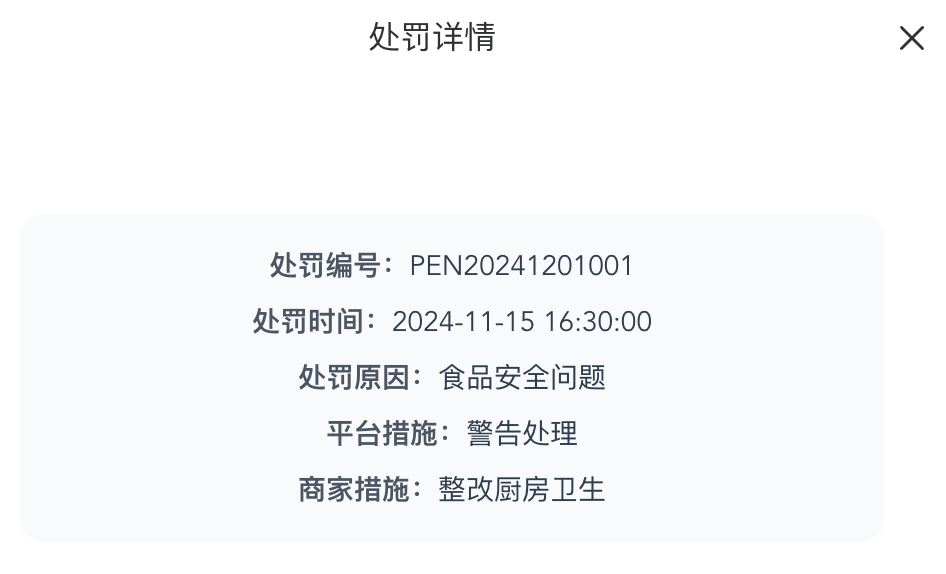 处罚详情
处罚编号：PEN20241201001
处罚时间：2024-11-15 16:30:00
处罚原因：食品安全问题
平台措施：警告处理
商家措施：整改厨房卫生